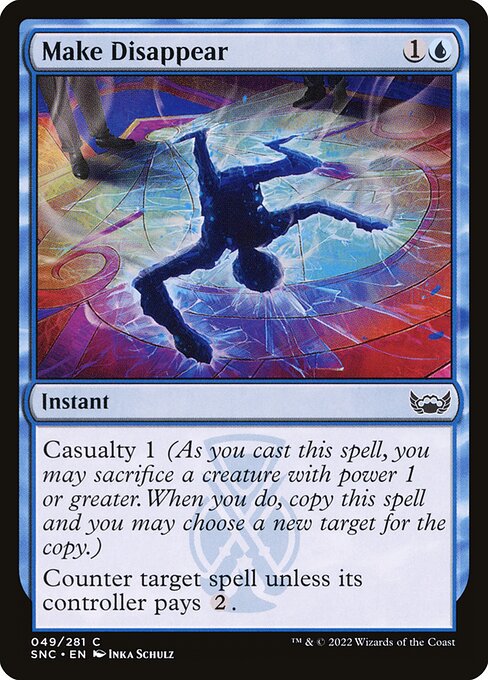 Make Disappear 1
Instant
Casualty 1 (As you cast this spell, you
may sacrifice a creature with power 1
or greater. When you do, copy this spell
and you may choose a new target for the
copy.)
Counter target spell unless its
controller pays 2.
049/281 C
SNC • EN Inka Schulz
™ & © 2022 Wizards of the Coast